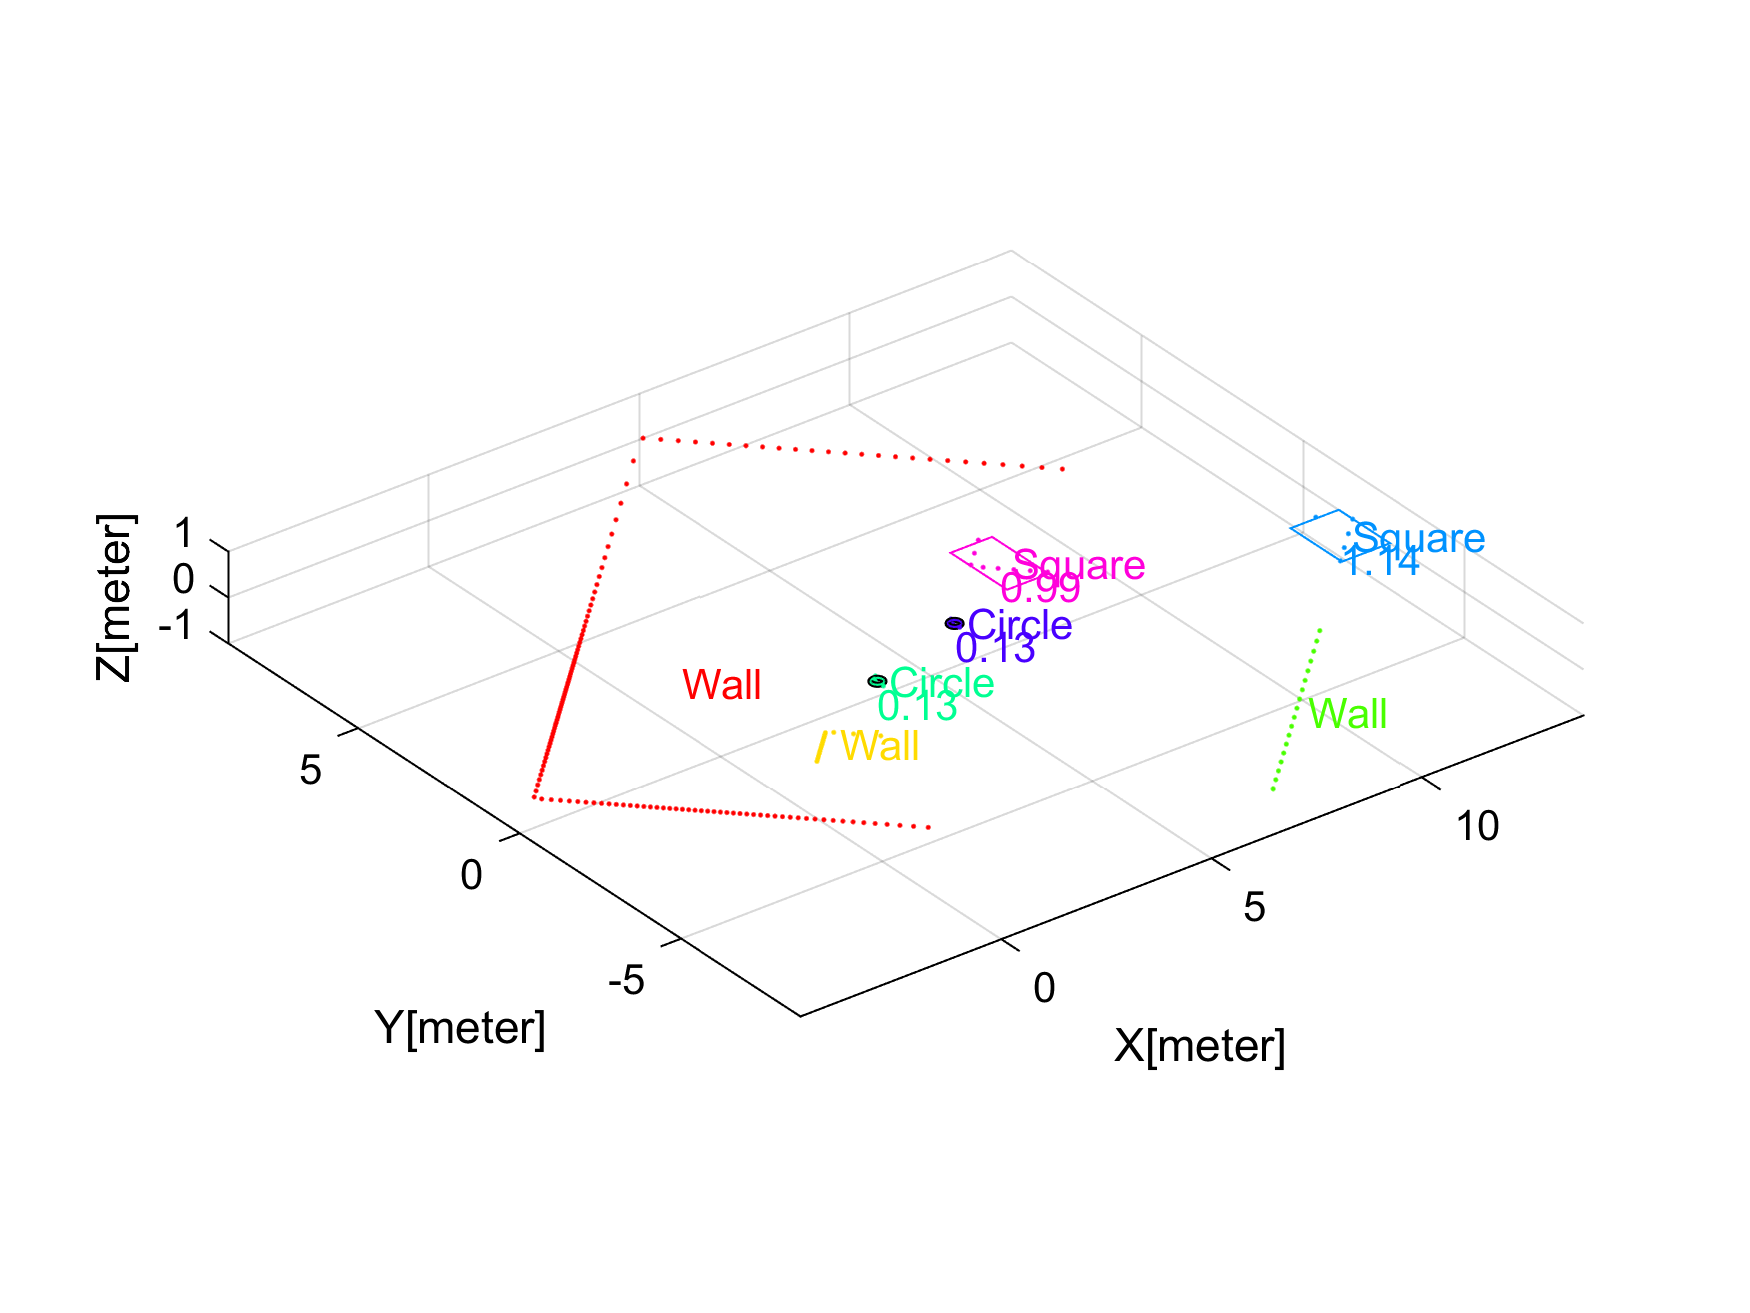 1
0
-1
Z[meter]
5
0
-5
Y[meter]
0
5
10
X[meter]
Square
1.14
Square
0.99
Circle
0.13
Circle
0.13
Wall
Wall
Wall